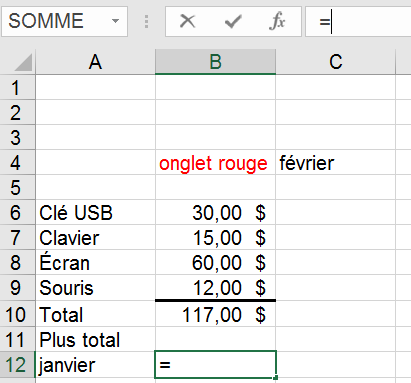 SOMME fx =
A B C
1
2
3
4 onglet rouge février
5
6 Clé USB 30,00 $
7 Clavier 15,00 $
8 Écran 60,00 $
9 Souris 12,00 $
10 Total 117,00 $
11 Plus total
12 janvier =